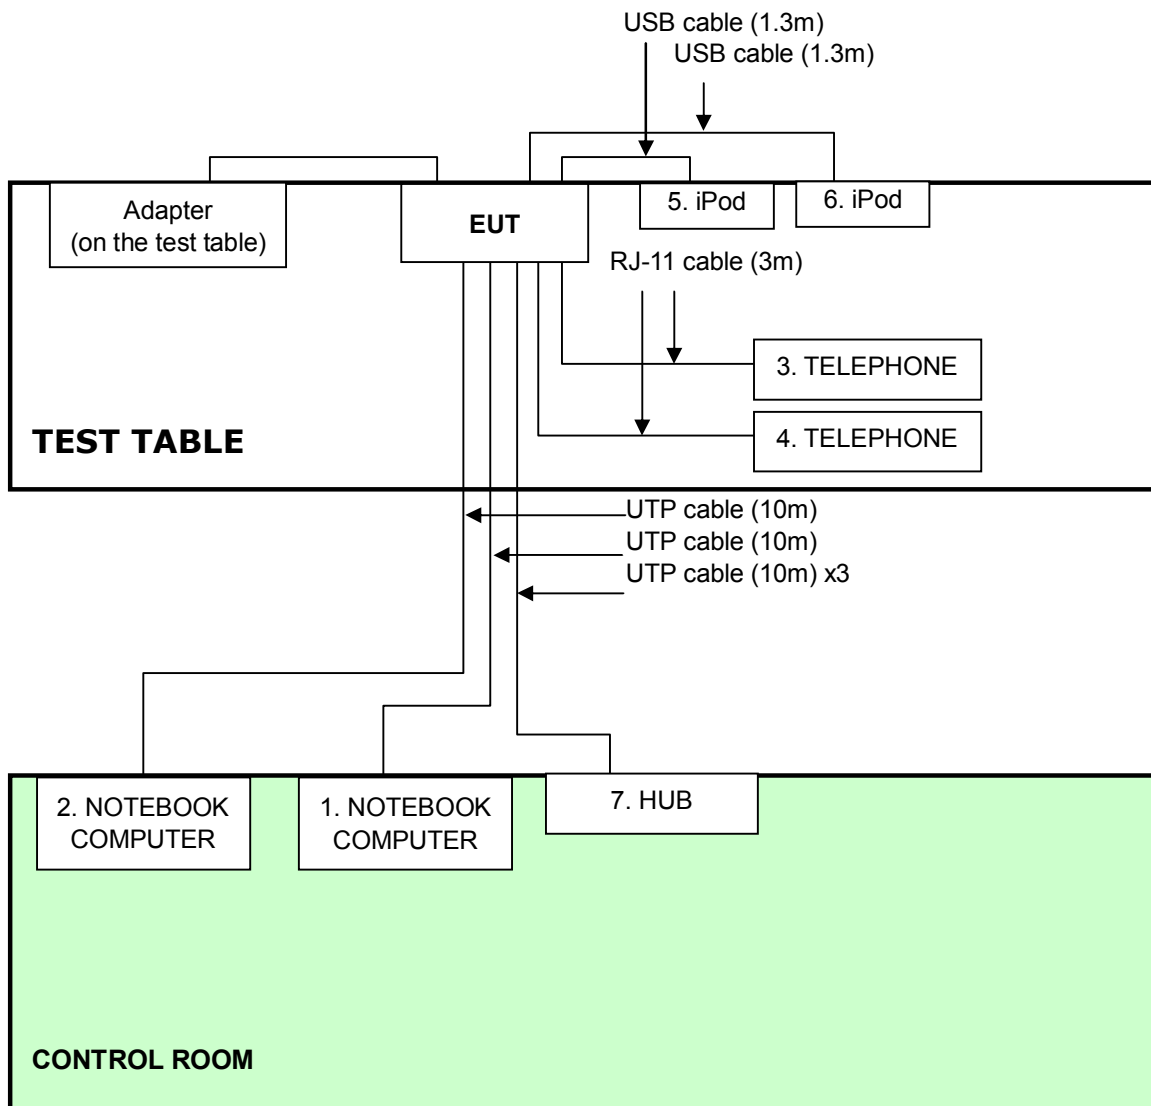 USB cable (1.3m)
USB cable (1.3m)
Adapter
(on the test table)
EUT
5. iPod
6. iPod
RJ-11 cable (3m)
3. TELEPHONE
4. TELEPHONE
TEST TABLE
UTP cable (10m)
UTP cable (10m)
UTP cable (10m) x3
2. NOTEBOOK
COMPUTER
1. NOTEBOOK
COMPUTER
7. HUB
CONTROL ROOM